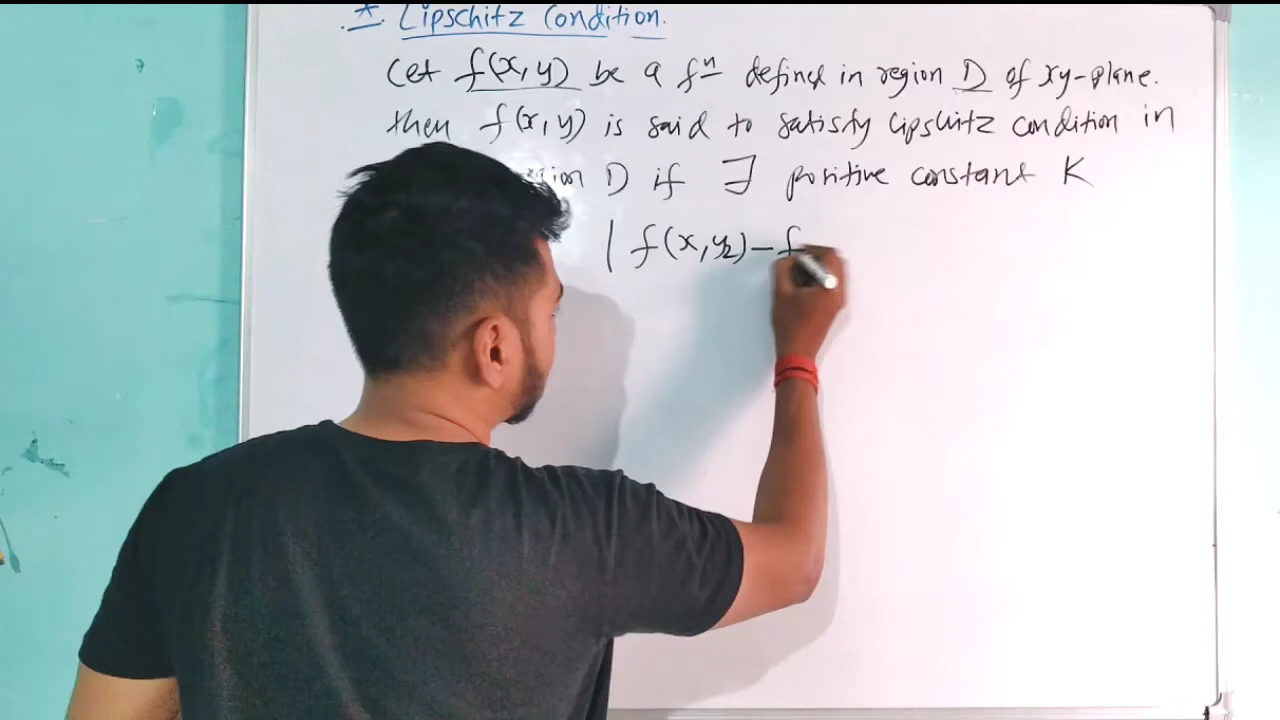 * Lipschitz Condition.
Let f(x,y) be a fⁿ defined in region D of xy-plane.
then f(x,y) is said to satisfy Lipschitz condition in
D if ∃ positive constant K
| f(x,y₂) - f